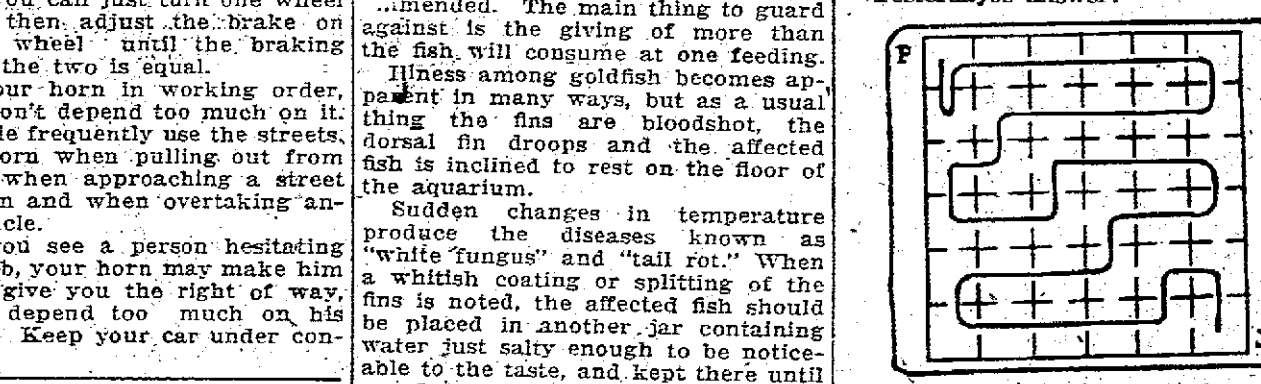 then adjust the brake on
wheel until the braking
the two is equal.
our horn in working order,
on't depend too much on it.
le frequently use the streets.
orn when pulling out from
when approaching a street
n and when overtaking an-
cle.
ou see a person hesitating
b, your horn may make him
give you the right of way,
depend too much on his
Keep your car under con-
The main thing to guard
against is the giving of more than
the fish will consume at one feeding.
Illness among goldfish becomes ap-
parent in many ways, but as a usual
thing the fins are bloodshot, the
dorsal fin droops and the affected
fish is inclined to rest on the floor of
the aquarium.
Sudden changes in temperature
produce the diseases known as
"white fungus" and "tail rot." When
a whitish coating or splitting of the
fins is noted, the affected fish should
be placed in another jar containing
water just salty enough to be notice-
able to the taste, and kept there until
P